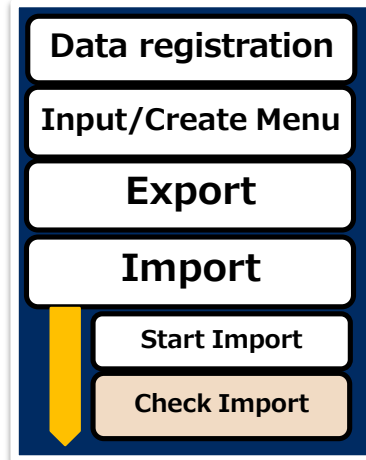 Data registration
Input/Create Menu
Export
Import
Start Import
Check Import